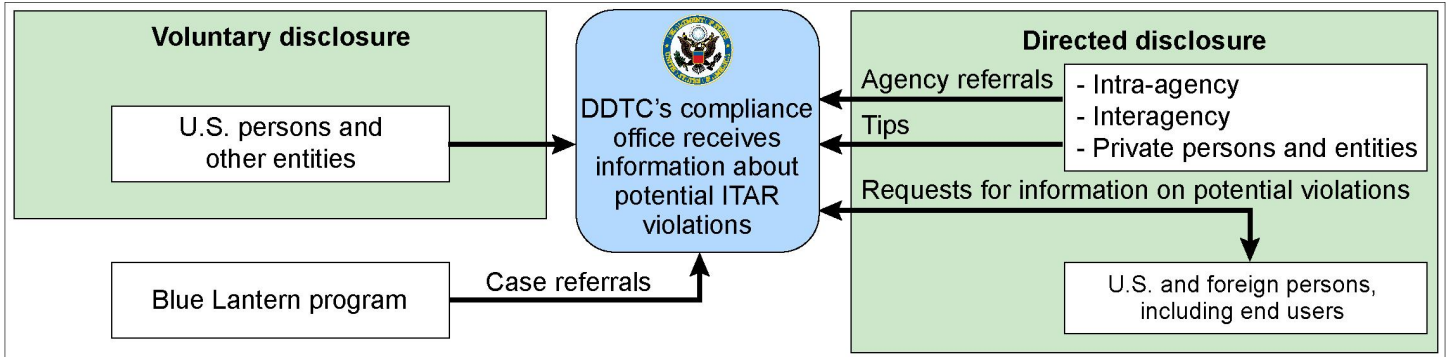 Voluntary disclosure
U.S. persons and
other entities
Blue Lantern program
Case referrals
DDTC's compliance
office receives
information about
potential ITAR
violations
Directed disclosure
Agency referrals
Tips
- Intra-agency
- Interagency
- Private persons and entities
Requests for information on potential violations
U.S. and foreign persons,
including end users